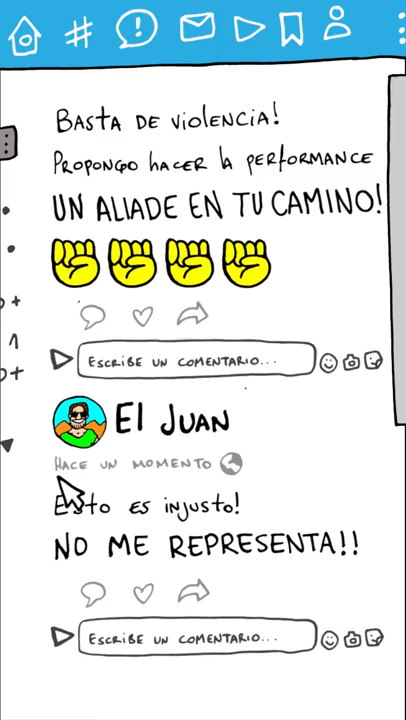 BASTA DE VIOLENCIA!
PROPONGO HACER LA PERFORMANCE
UN ALIADE EN TU CAMINO!
ESCRIBE UN COMENTARIO...
El JUAN
HACE UN MOMENTO
Esto es injusto!
NO ME REPRESENTA!!
ESCRIBE UN COMENTARIO...